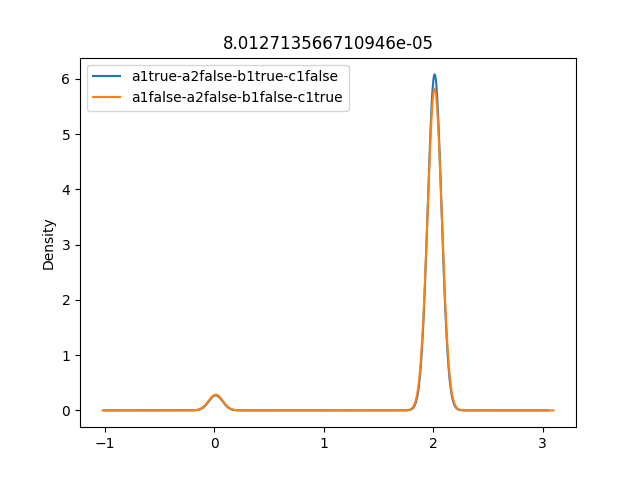 8.012713566710946e-05
a1true-a2false-b1true-c1false
a1false-a2false-b1false-c1true
Density
6
5
4
3
2
1
0
−1 0 1 2 3